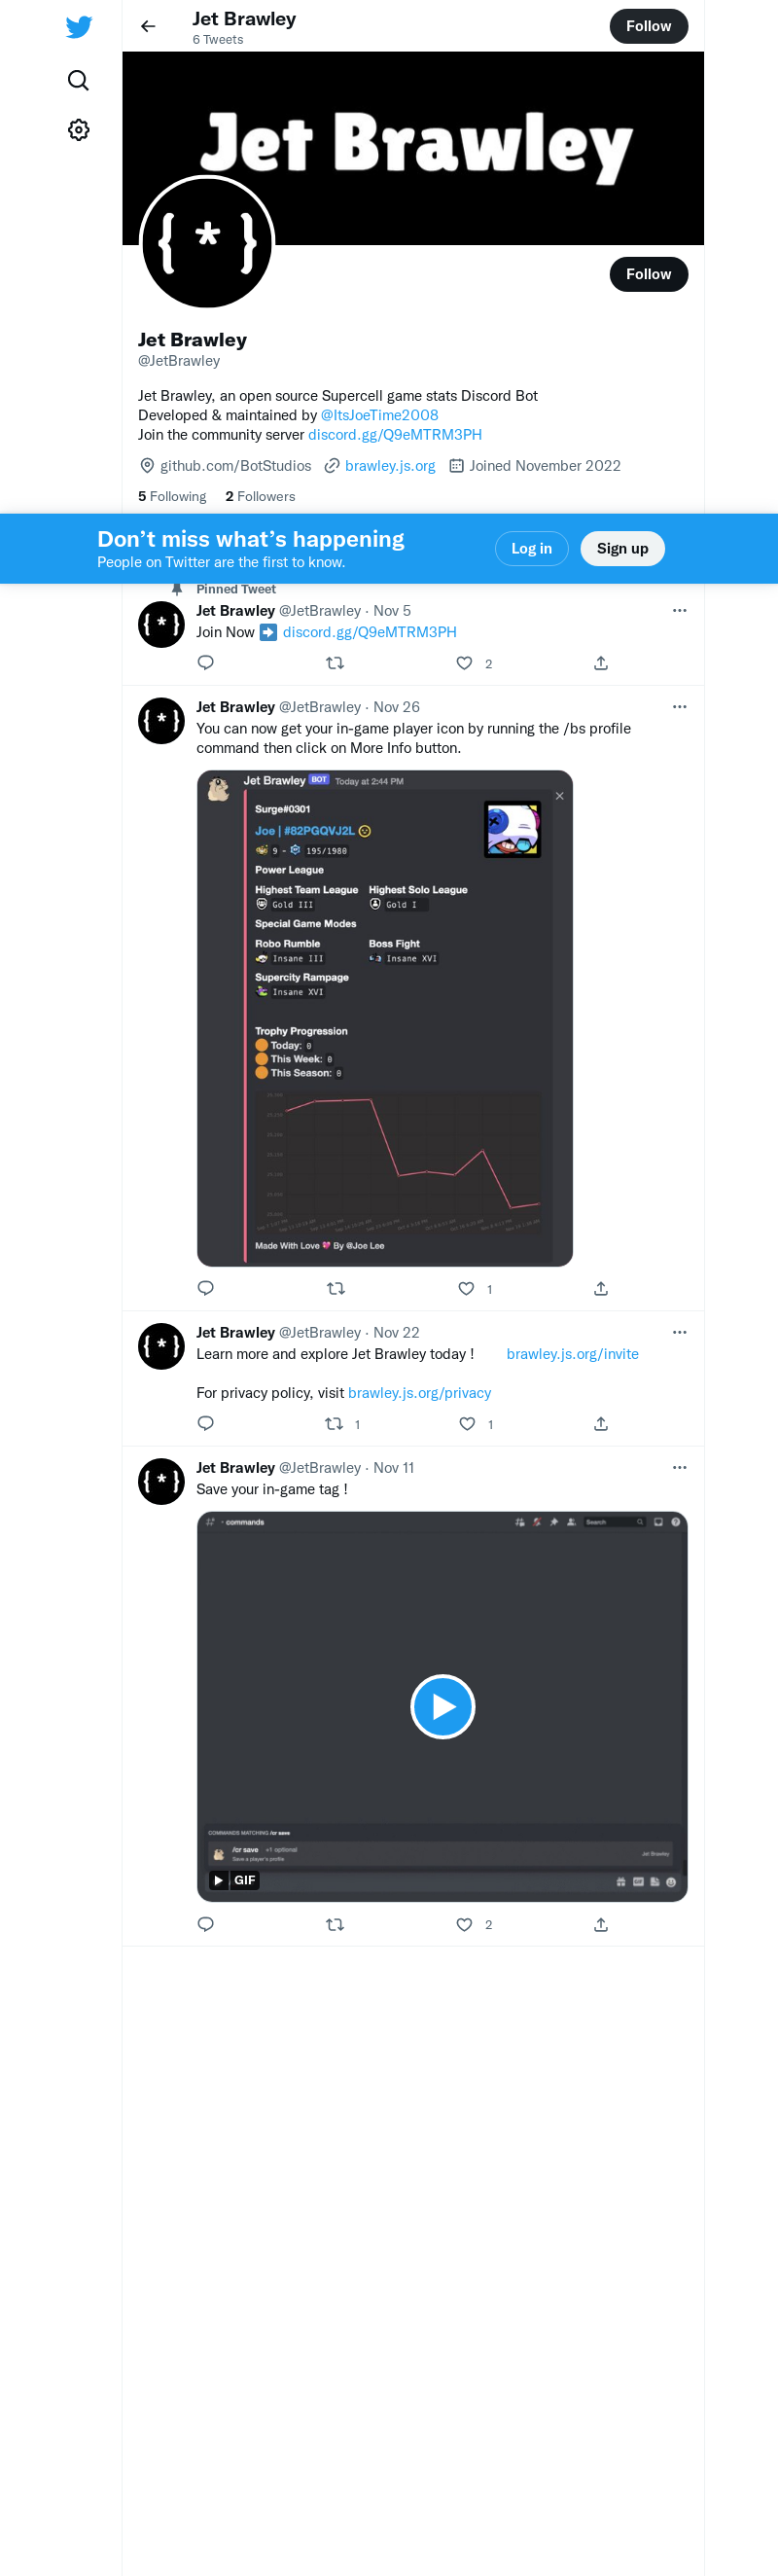 Jet Brawley
6 Tweets
Follow
Jet Brawley
{ * }
Follow
Jet Brawley
@JetBrawley
Jet Brawley, an open source Supercell game stats Discord Bot
Developed & maintained by @ItsJoeTime2008
Join the community server discord.gg/Q9eMTRM3PH
github.com/BotStudios brawley.js.org Joined November 2022
5 Following 2 Followers
Don’t miss what’s happening
People on Twitter are the first to know.
Log in
Sign up
Pinned Tweet
{ * }
Jet Brawley @JetBrawley · Nov 5
Join Now ➡️ discord.gg/Q9eMTRM3PH
2
{ * }
Jet Brawley @JetBrawley · Nov 26
You can now get your in-game player icon by running the /bs profile
command then click on More Info button.
Jet Brawley BOT Today at 2:44 PM
Surge#0301
Joe | #82PGQVJ2L
9 - 195/1980
Power League
Highest Team League Highest Solo League
Gold III Gold I
Special Game Modes
Robo Rumble Boss Fight
Insane III Insane XVI
Supercity Rampage
Insane XVI
Trophy Progression
Today: 0
This Week: 0
This Season: 0
Made With Love 💖 By @Joe Lee
1
{ * }
Jet Brawley @JetBrawley · Nov 22
Learn more and explore Jet Brawley today ! brawley.js.org/invite
For privacy policy, visit brawley.js.org/privacy
1 1
{ * }
Jet Brawley @JetBrawley · Nov 11
Save your in-game tag !
commands
Search
COMMANDS MATCHING /cr save
/cr save +1 optional
Save a player's profile
Jet Brawley
GIF
GIF
2